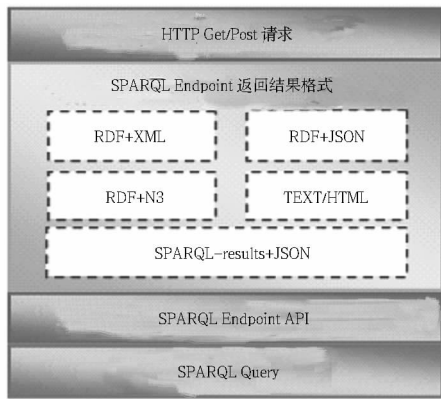 HTTP Get/Post 请求
SPARQL Endpoint 返回结果格式
RDF+XML
RDF+JSON
RDF+N3
TEXT/HTML
SPARQL-results+JSON
SPARQL Endpoint API
SPARQL Query